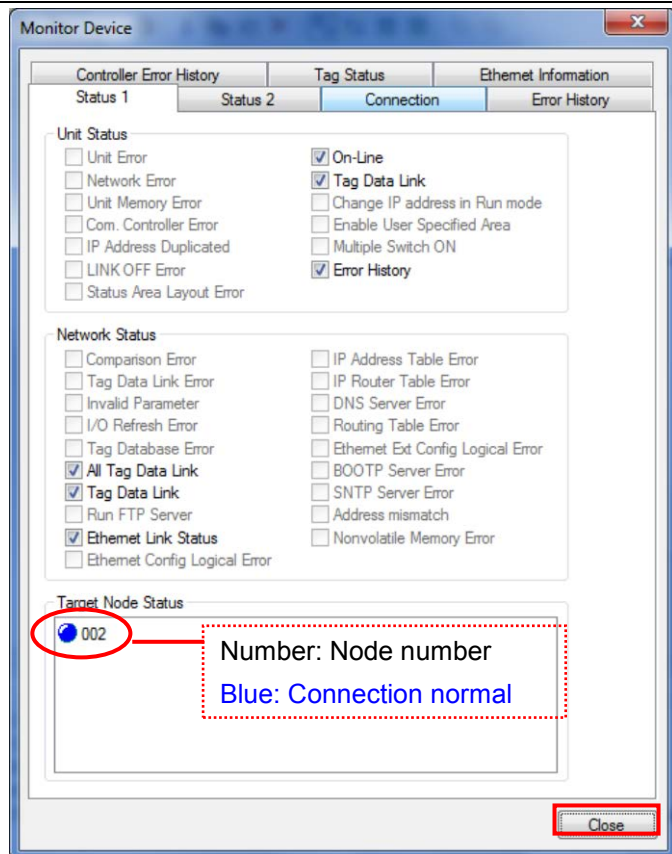 Monitor Device
x
Controller Error History Tag Status Ethernet Information
Status 1 Status 2 Connection Error History
Unit Status
Unit Error
Network Error
Unit Memory Error
Com. Controller Error
IP Address Duplicated
LINK OFF Error
Status Area Layout Error
On-Line
Tag Data Link
Change IP address in Run mode
Enable User Specified Area
Multiple Switch ON
Error History
Network Status
Comparison Error
Tag Data Link Error
Invalid Parameter
I/O Refresh Error
Tag Database Error
All Tag Data Link
Tag Data Link
Run FTP Server
Ethernet Link Status
Ethernet Config Logical Error
IP Address Table Error
IP Router Table Error
DNS Server Error
Routing Table Error
Ethernet Ext Config Logical Error
BOOTP Server Error
SNTP Server Error
Address mismatch
Nonvolatile Memory Error
Target Node Status
002
Number: Node number
Blue: Connection normal
Close